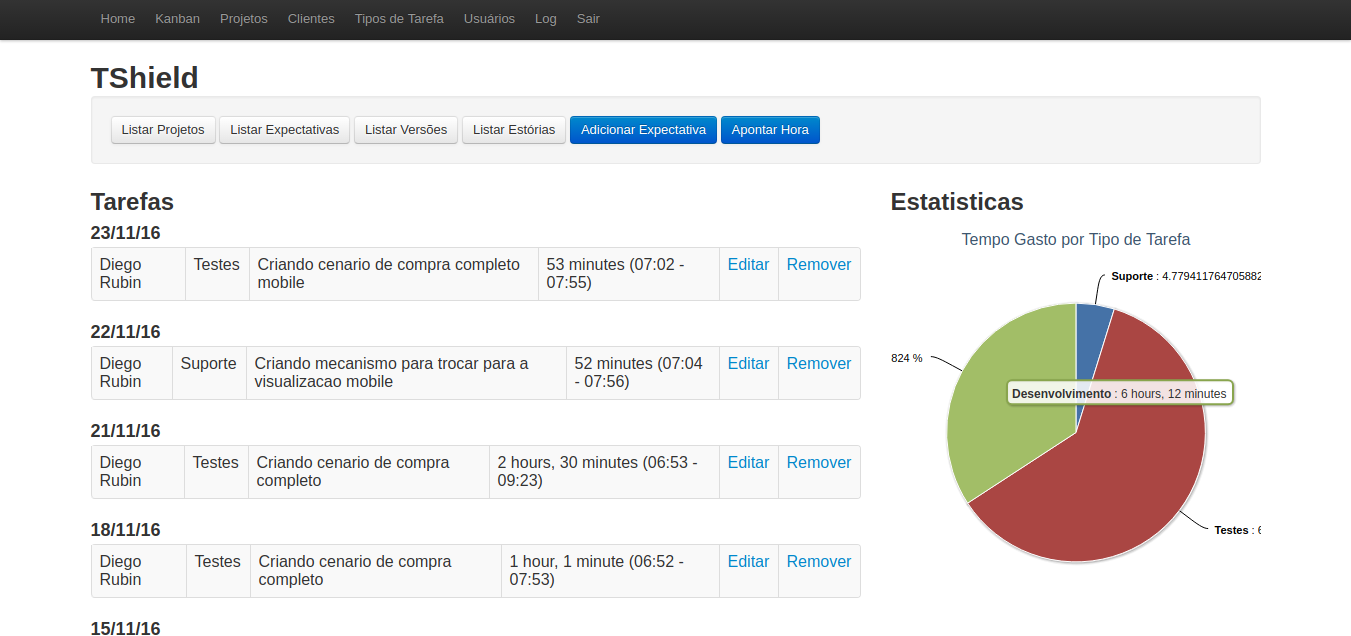 Home Kanban Projetos Clientes Tipos de Tarefa Usuários Log Sair
TShield
Listar Projetos Listar Expectativas Listar Versões Listar Estórias Adicionar Expectativa Apontar Hora
Tarefas
23/11/16
Diego Rubin Testes Criando cenario de compra completo mobile 53 minutes (07:02 - 07:55) Editar Remover
22/11/16
Diego Rubin Suporte Criando mecanismo para trocar para a visualizacao mobile 52 minutes (07:04 - 07:56) Editar Remover
21/11/16
Diego Rubin Testes Criando cenario de compra completo 2 hours, 30 minutes (06:53 - 09:23) Editar Remover
18/11/16
Diego Rubin Testes Criando cenario de compra completo 1 hour, 1 minute (06:52 - 07:53) Editar Remover
15/11/16
Estatisticas
Tempo Gasto por Tipo de Tarefa
Suporte : 4.779411764705882
824 %
Desenvolvimento : 6 hours, 12 minutes
Testes : 6